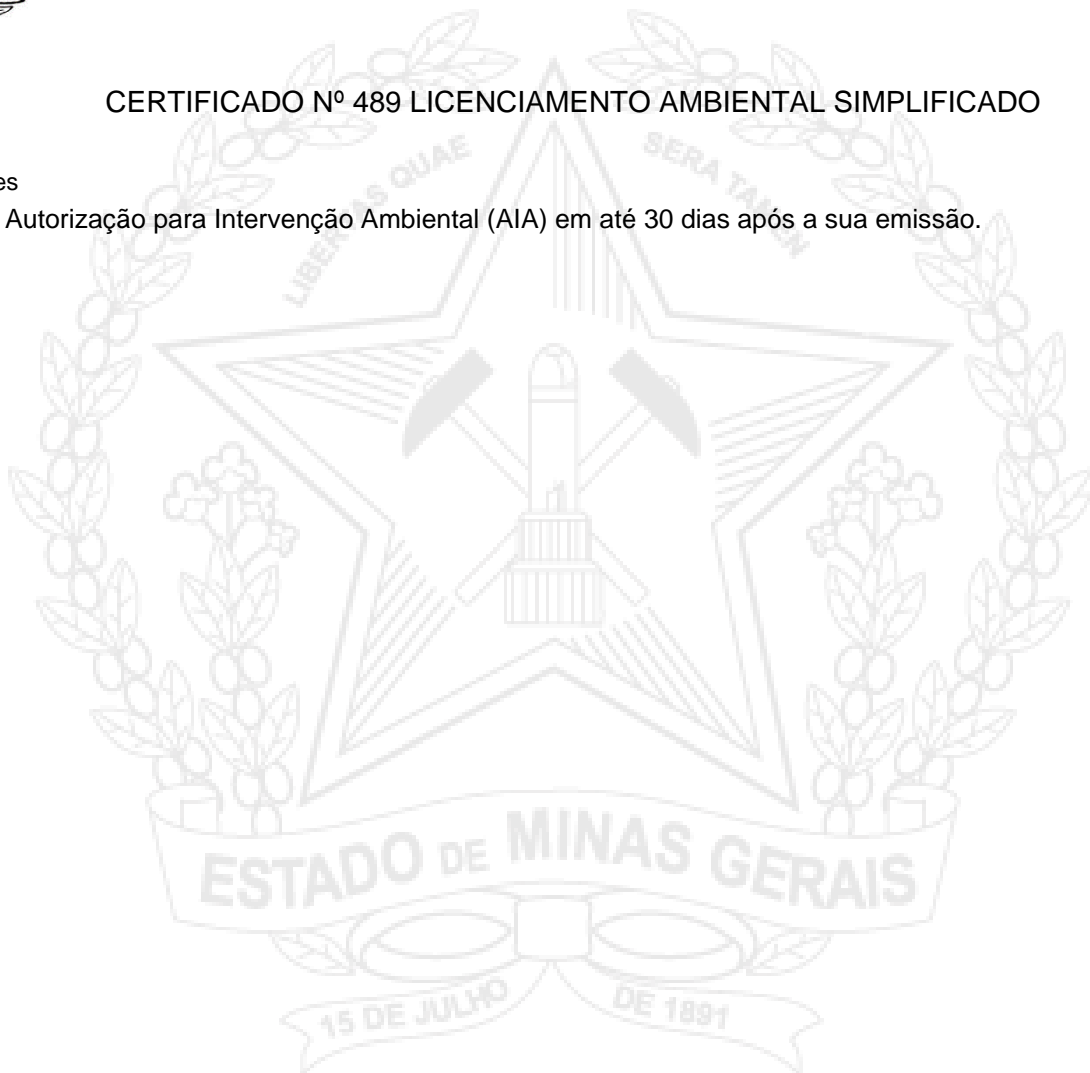 CERTIFICADO Nº 489 LICENCIAMENTO AMBIENTAL SIMPLIFICADO
es
Autorização para Intervenção Ambiental (AIA) em até 30 dias após a sua emissão.
LIBERTAS QUAE SERA TAMEN
ESTADO DE MINAS GERAIS
15 DE JULHO DE 1891